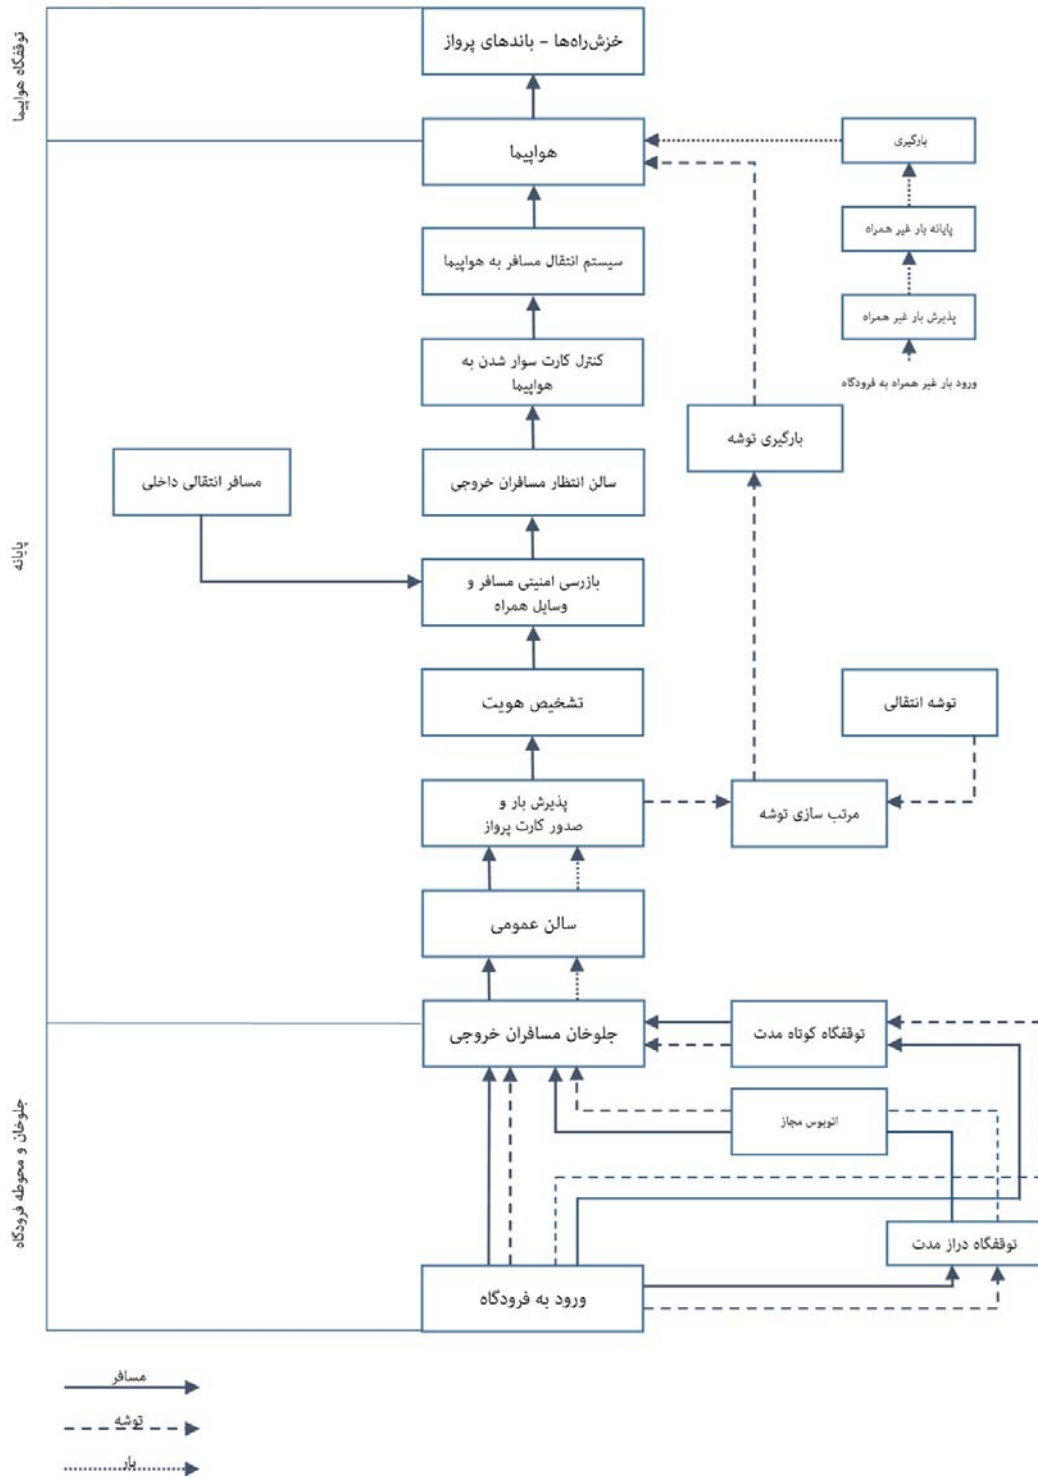 توقفگاه هواپیما
خزش‌راه‌ها - باندهای پرواز
هواپیما
بارگیری
پایانه بار غیر همراه
سیستم انتقال مسافر به هواپیما
پذیرش بار غیر همراه
کنترل کارت سوار شدن به
هواپیما
ورود بار غیر همراه به فرودگاه
بارگیری توشه
مسافر انتقالی داخلی
سالن انتظار مسافران خروجی
پایانه
بازرسی امنیتی مسافر و
وسایل همراه
تشخیص هویت
توشه انتقالی
پذیرش بار و
صدور کارت پرواز
مرتب سازی توشه
سالن عمومی
جلوخان مسافران خروجی
توقفگاه کوتاه مدت
اتوبوس مجاز
جلوخان و محوطه فرودگاه
توقفگاه دراز مدت
ورود به فرودگاه
مسافر
توشه
بار